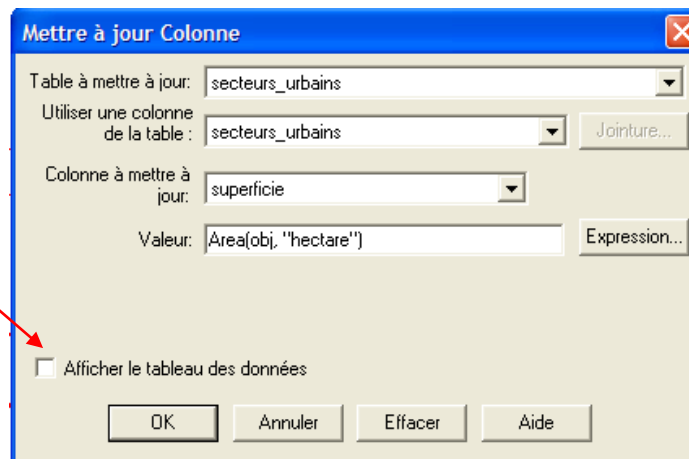 Mettre à jour Colonne
Table à mettre à jour: secteurs_urbains
Utiliser une colonne
de la table : secteurs_urbains Jointure...
Colonne à mettre à
jour: superficie
Valeur: Area(obj, "hectare") Expression...
Afficher le tableau des données
OK Annuler Effacer Aide